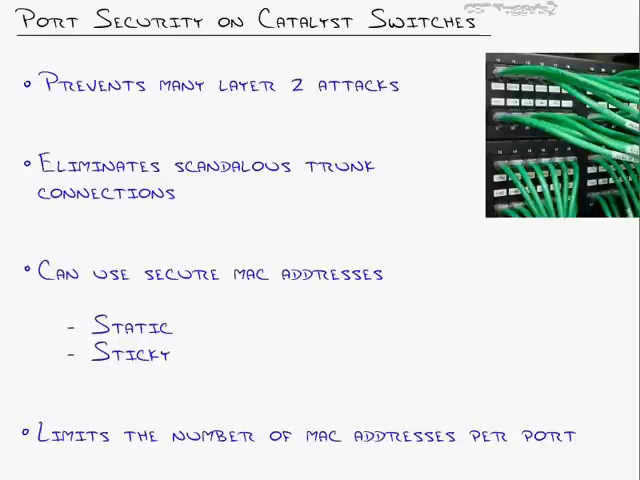 Port Security on Catalyst Switches
° Prevents many layer 2 attacks
° Eliminates scandalous trunk
connections
° Can use secure mac addresses
- Static
- Sticky
° Limits the number of mac addresses per port